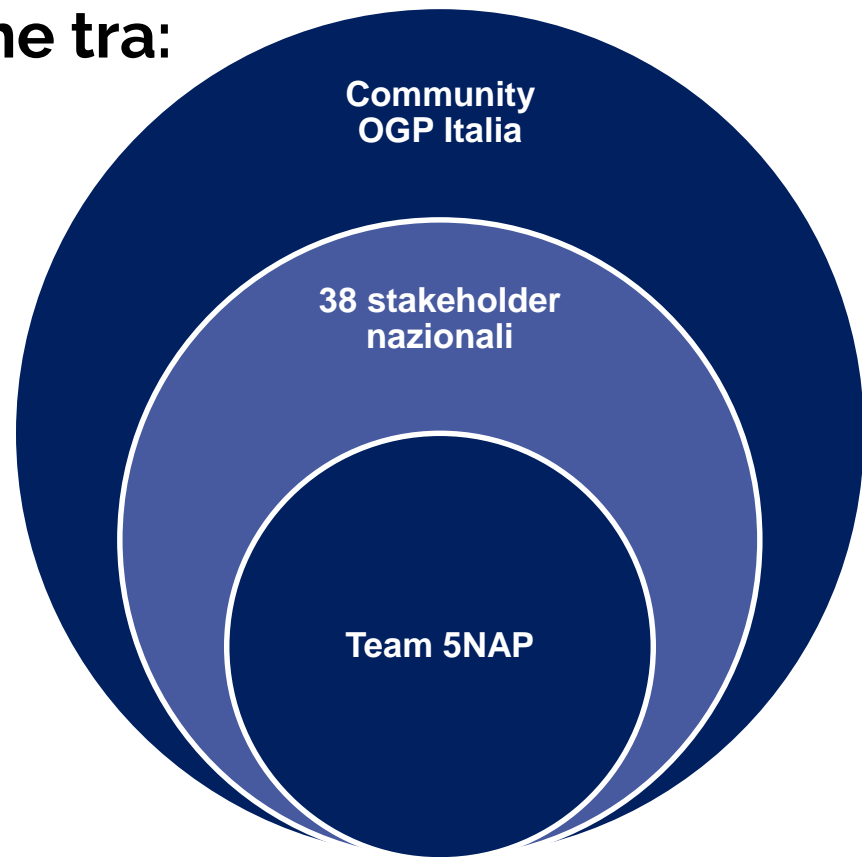 ne tra:
Community
OGP Italia
38 stakeholder
nazionali
Team 5NAP